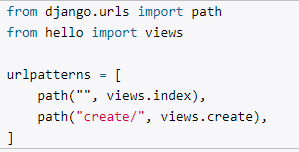 from django.urls import path
from hello import views

urlpatterns = [
    path("", views.index),
    path("create/", views.create),
]